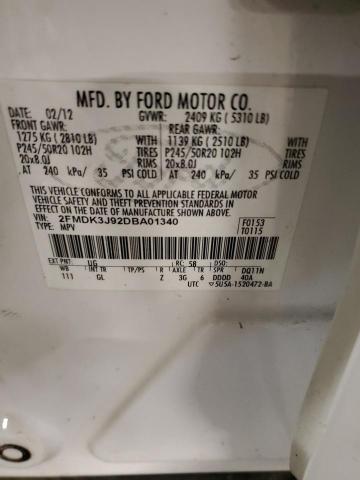 MFD. BY FORD MOTOR CO.
DATE: 02/12 GVWR: 2409 KG ( 5310 LB)
FRONT GAWR: REAR GAWR:
1275 KG ( 2810 LB) WITH 1139 KG ( 2510 LB) WITH
P245/50R20 102H TIRES P245/50R20 102H TIRES
20x8.0J RIMS 20x8.0J RIMS
AT 240 kPa/ 35 PSI COLD AT 240 kPa/ 35 PSI COLD
THIS VEHICLE CONFORMS TO ALL APPLICABLE FEDERAL MOTOR
VEHICLE SAFETY AND THEFT PREVENTION STANDARDS IN EFFECT ON THE DATE OF
MANUFACTURE SHOWN ABOVE.
VIN: 2FMDK3J92DBA01340 F0153
TYPE: MPV T0115
EXT PNT: UG RC: 58 DSO:
WB INT TR TP/PS R AXLE TR SPR DQ11N
111 GL Z 3G 6 DDDD 40A
UTC 5U5A-1520472-BA